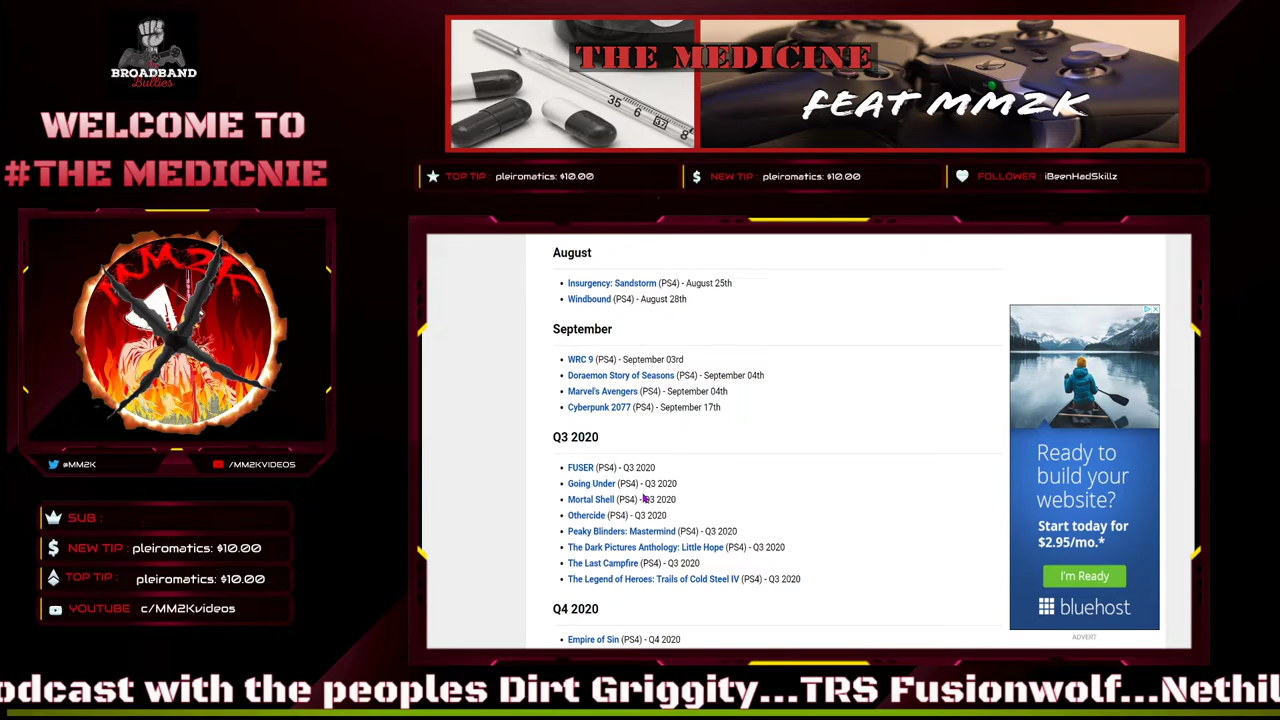 BROADBAND
Bullies
WELCOME TO
#THE MEDICNIE
THE MEDICINE
FEAT MM2K
35 6 37 8
TOP TIP : pleiromatics: $10.00
NEW TIP : pleiromatics: $10.00
FOLLOWER : iBeenHadSkillz
MM2K
@MM2K
/MM2KVIDEOS
SUB :
NEW TIP : pleiromatics: $10.00
TOP TIP : pleiromatics: $10.00
YOUTUBE c/MM2Kvideos
August
Insurgency: Sandstorm (PS4) - August 25th
Windbound (PS4) - August 28th
September
WRC 9 (PS4) - September 03rd
Doraemon Story of Seasons (PS4) - September 04th
Marvel's Avengers (PS4) - September 04th
Cyberpunk 2077 (PS4) - September 17th
Q3 2020
FUSER (PS4) - Q3 2020
Going Under (PS4) - Q3 2020
Mortal Shell (PS4) - Q3 2020
Othercide (PS4) - Q3 2020
Peaky Blinders: Mastermind (PS4) - Q3 2020
The Dark Pictures Anthology: Little Hope (PS4) - Q3 2020
The Last Campfire (PS4) - Q3 2020
The Legend of Heroes: Trails of Cold Steel IV (PS4) - Q3 2020
Q4 2020
Empire of Sin (PS4) - Q4 2020
Ready to
build your
website?
Start today for
$2.95/mo.*
I'm Ready
bluehost
ADVERT
odcast with the peoples Dirt Griggity...TRS Fusionwolf...Nethil